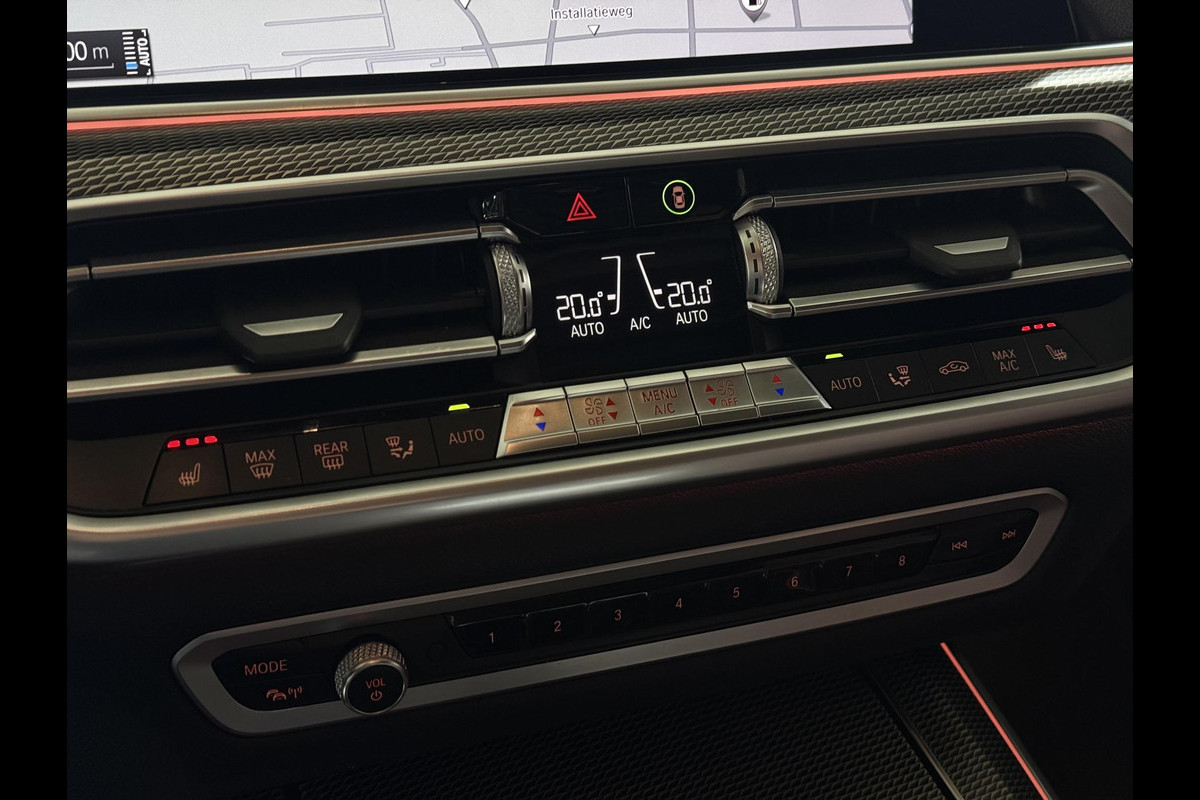 Installatieweg
00 m
AUTO
20.0° 20.0°
AUTO A/C AUTO
MAX
REAR
AUTO
OFF
MENU
A/C
OFF
AUTO
MAX
A/C
MODE
VOL
1 2 3 4 5 6 7 8